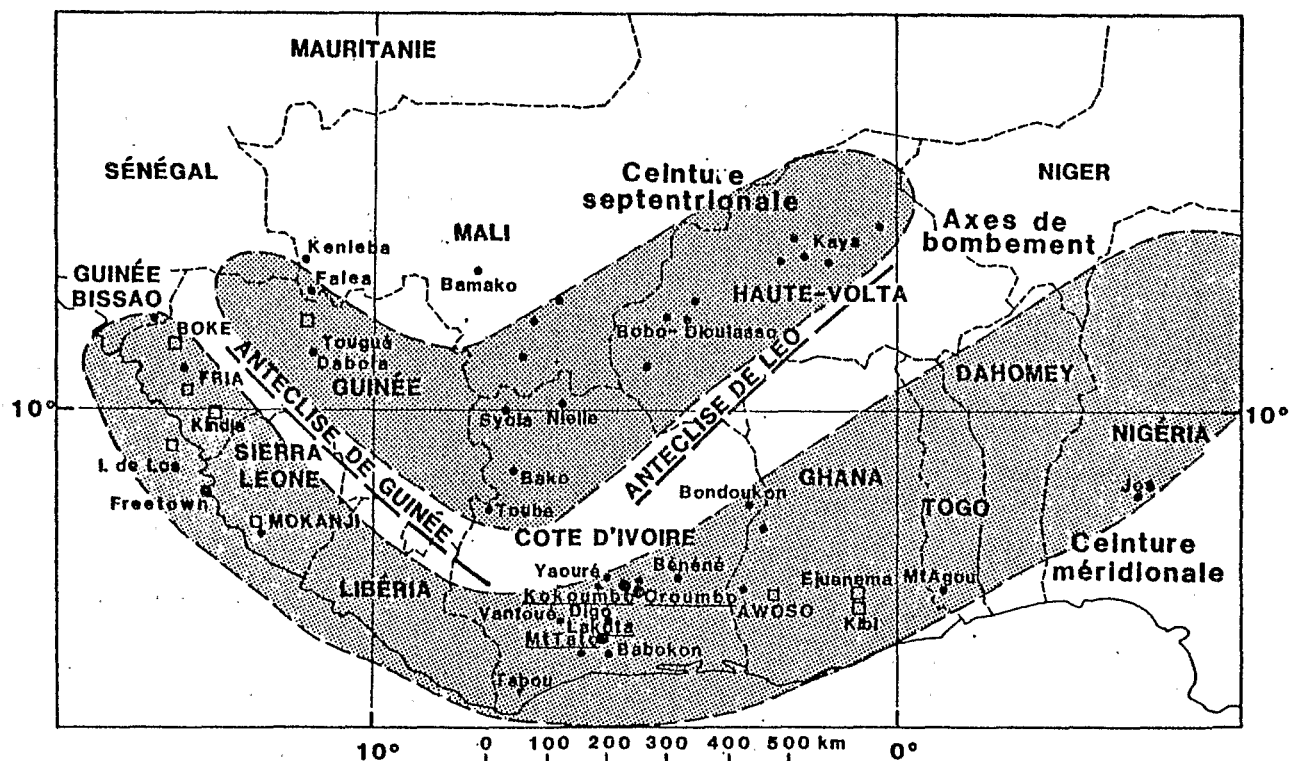 MAURITANIE
SÉNÉGAL
Ceinture
septentrionale
NIGER
Kenieba
MALI
Axes de
bombement
Kaya
Falea
Bamako
GUINÉE
BISSAO
HAUTE-VOLTA
BOKE
Bobo-Dioulasso
Tougué
Dabola
FRIA
GUINÉE
DAHOMEY
ANTECLISE DE GUINÉE
ANTECLISE DE LEO
10°
10°
Kindia
Syola
Nielle
NIGÉRIA
SIERRA
LEONE
I. de Los
Bako
GHANA
Jos
Freetown
Bondoukon
Touba
TOGO
MOKANJI
COTE D'IVOIRE
Ceinture
méridionale
Yaouré
Bénéné
LIBÉRIA
Ejuanema
Mt Agou
Kokoumbo
Oroumbo
AWOSO
Vantoué
Digo
Lakota
Kibi
Mt Tato
Babokon
Tabou
10°
0 100 200 300 400 500 km
0°